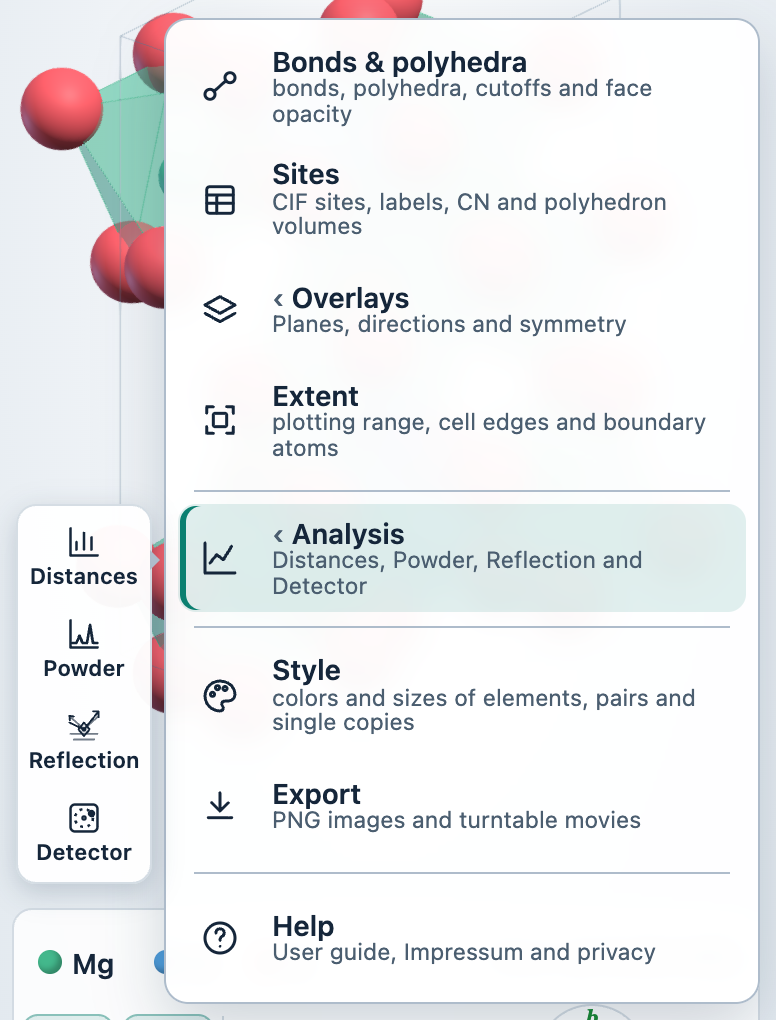 Bonds & polyhedra
bonds, polyhedra, cutoffs and face
opacity
Sites
CIF sites, labels, CN and polyhedron
volumes
‹ Overlays
Planes, directions and symmetry
Extent
plotting range, cell edges and boundary
atoms
‹ Analysis
Distances, Powder, Reflection and
Detector
Distances
Powder
Reflection
Detector
Style
colors and sizes of elements, pairs and
single copies
Export
PNG images and turntable movies
Help
User guide, Impressum and privacy
Mg
b